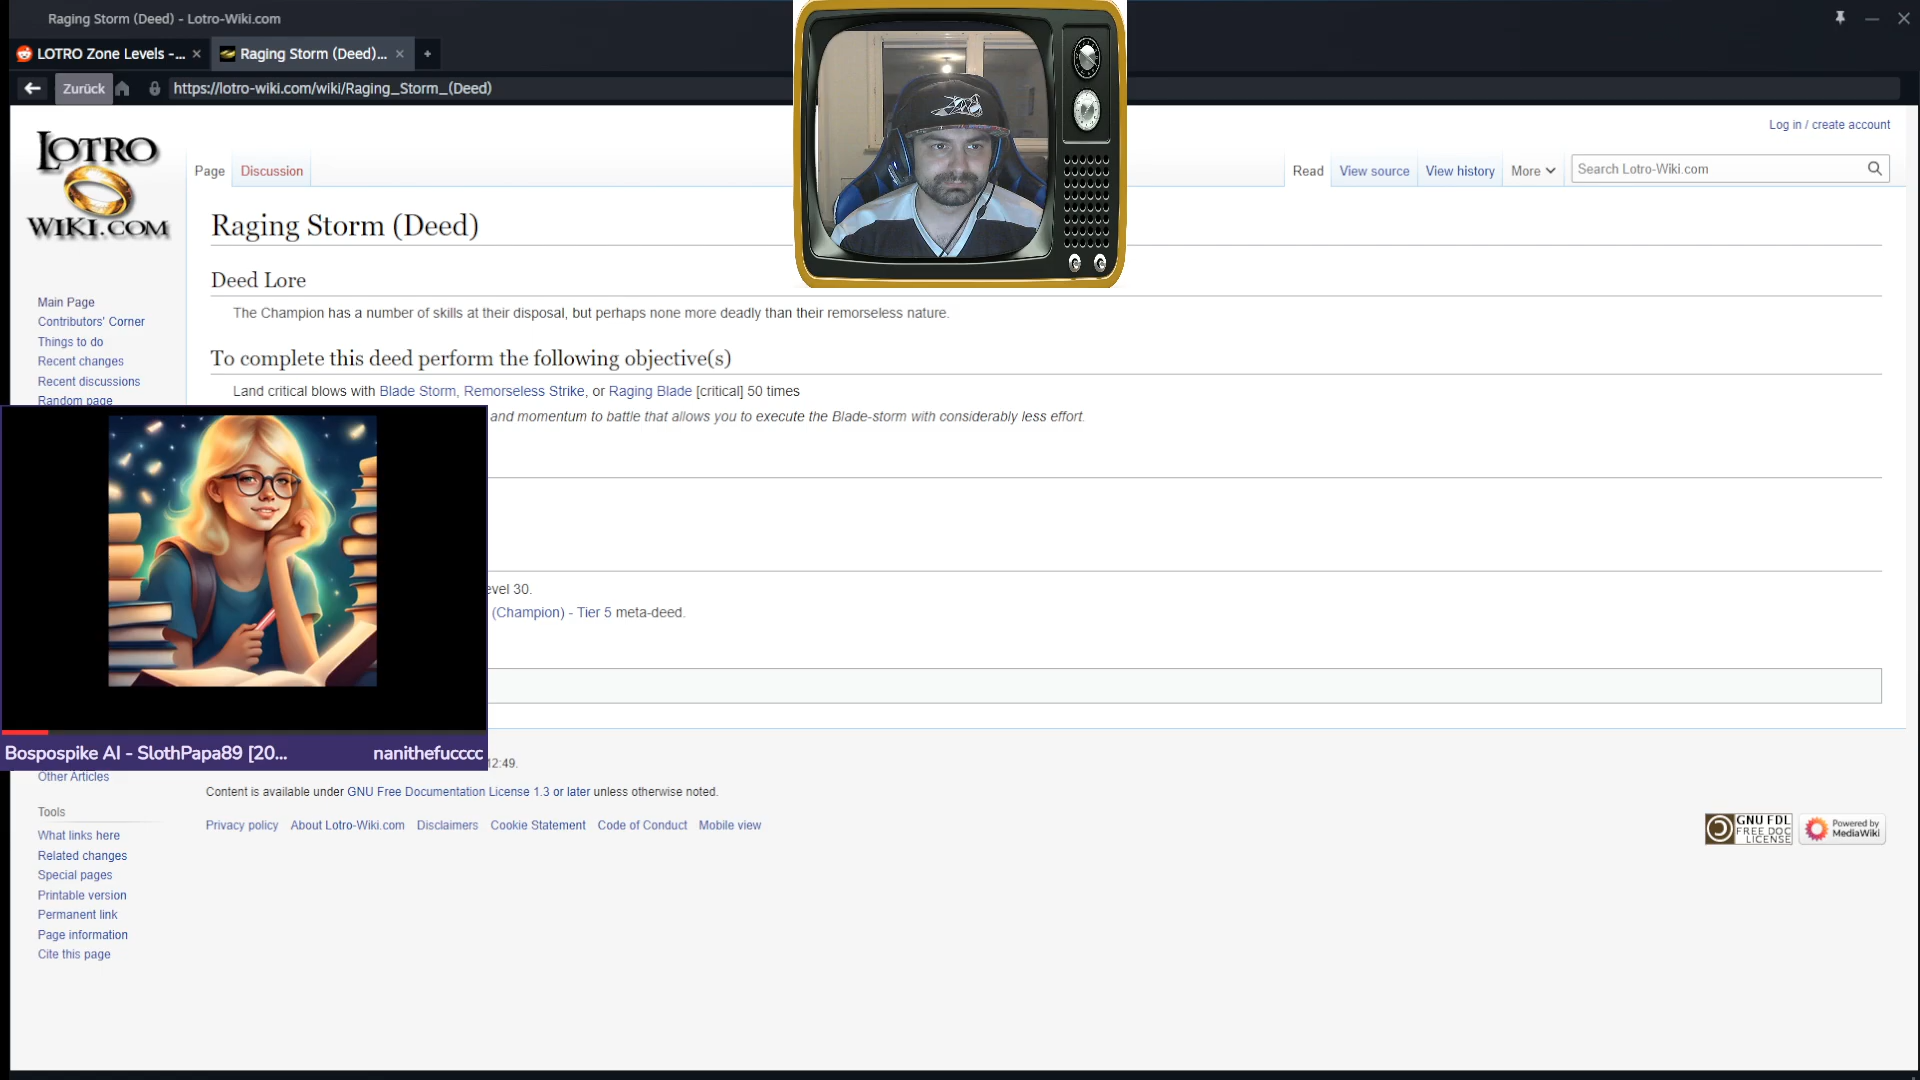 Raging Storm (Deed) - Lotro-Wiki.com
LOTRO Zone Levels -...
Raging Storm (Deed)...
Zurück
https://lotro-wiki.com/wiki/Raging_Storm_(Deed)
LOTRO
WIKI.COM
Log in / create account
Page
Discussion
Read
View source
View history
More
Search Lotro-Wiki.com
Raging Storm (Deed)
Deed Lore
The Champion has a number of skills at their disposal, but perhaps none more deadly than their remorseless nature.
To complete this deed perform the following objective(s)
Land critical blows with Blade Storm, Remorseless Strike, or Raging Blade [critical] 50 times
and momentum to battle that allows you to execute the Blade-storm with considerably less effort.
evel 30.
(Champion) - Tier 5 meta-deed.
12:49.
Content is available under GNU Free Documentation License 1.3 or later unless otherwise noted.
Privacy policy
About Lotro-Wiki.com
Disclaimers
Cookie Statement
Code of Conduct
Mobile view
Main Page
Contributors' Corner
Things to do
Recent changes
Recent discussions
Random page
Bospospike AI - SlothPapa89 [20...
nanithefucccc
Other Articles
Tools
What links here
Related changes
Special pages
Printable version
Permanent link
Page information
Cite this page
GNU FDL
FREE DOC
LICENSE
Powered by
MediaWiki